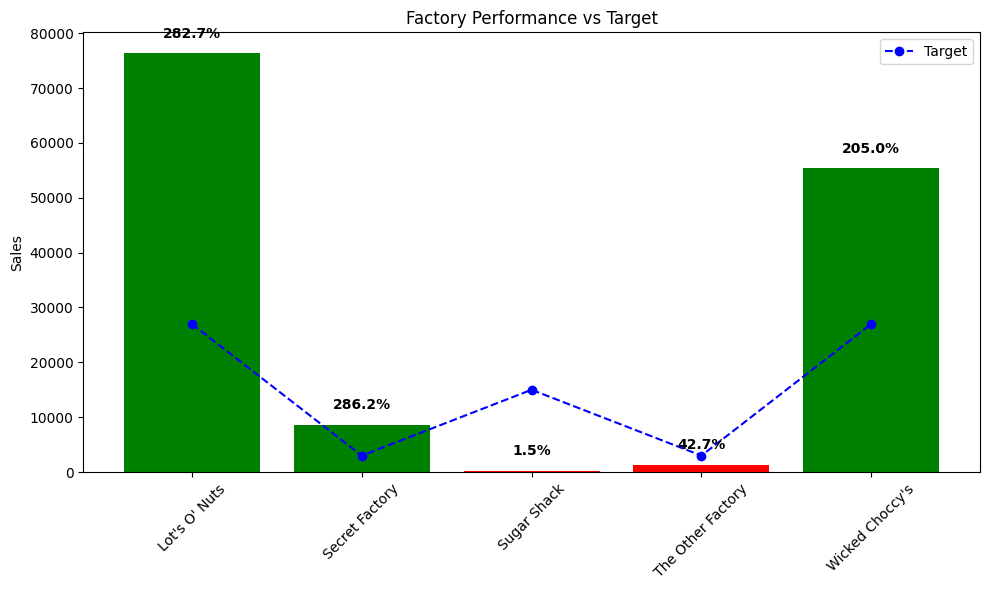 Factory Performance vs Target
80000
70000
60000
50000
40000
30000
20000
10000
0
Sales
282.7%
286.2%
1.5%
42.7%
205.0%
Target
Lot's O' Nuts
Secret Factory
Sugar Shack
The Other Factory
Wicked Choccy's